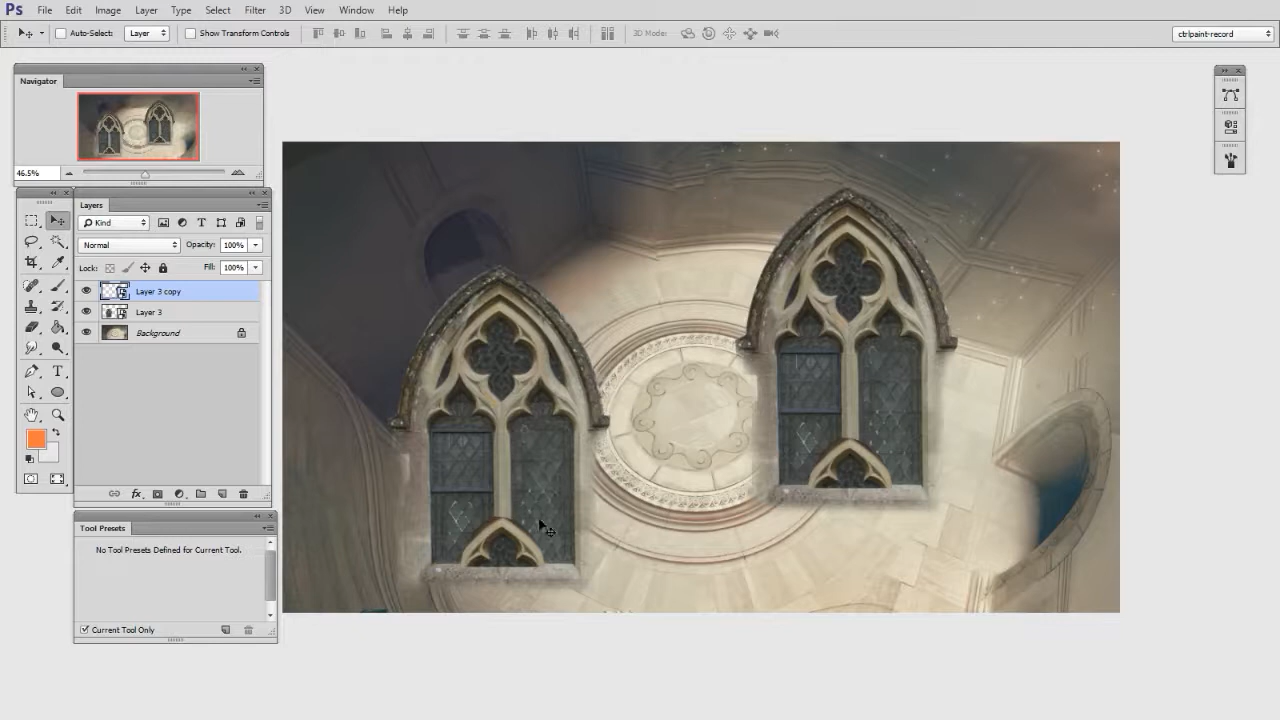 Ps File Edit Image Layer Type Select Filter 3D View Window Help
Auto-Select: Layer Show Transform Controls 3D Mode: ctrlpaint-record
Navigator
46.5%
Layers
Kind
Normal Opacity: 100%
Lock: Fill: 100%
Layer 3 copy
Layer 3
Background
fx
Tool Presets
No Tool Presets Defined for Current Tool.
Current Tool Only